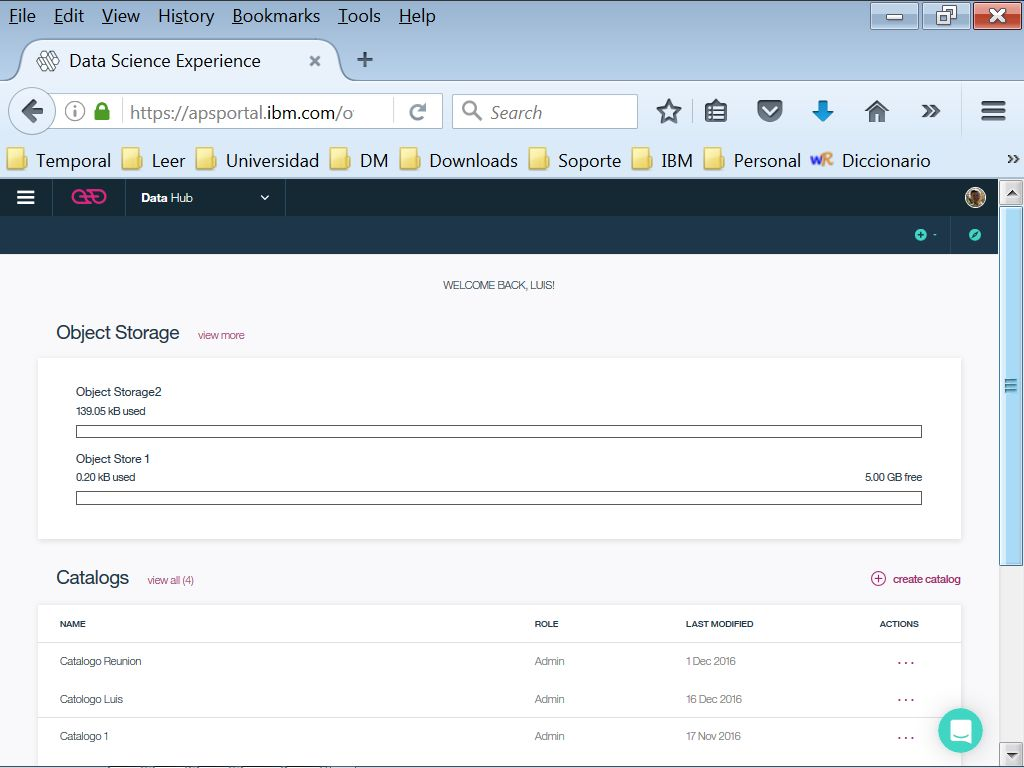 File Edit View History Bookmarks Tools Help
Data Science Experience
https://apsportal.ibm.com/o
Search
Temporal Leer Universidad DM Downloads Soporte IBM Personal wR Diccionario
Data Hub
WELCOME BACK, LUIS!
Object Storage view more
Object Storage2
139.05 kB used
Object Store 1
0.20 kB used 5.00 GB free
Catalogs view all (4) create catalog
NAME ROLE LAST MODIFIED ACTIONS
Catalogo Reunion Admin 1 Dec 2016 ...
Catologo Luis Admin 16 Dec 2016 ...
Catalogo 1 Admin 17 Nov 2016 ...